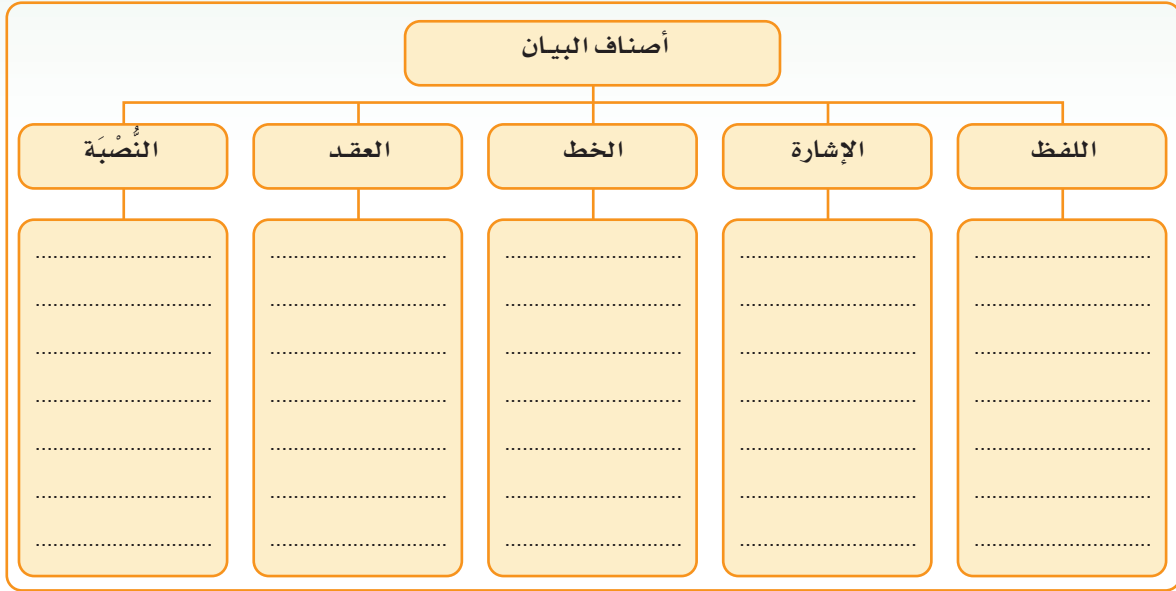 أصناف البيان
اللفظ
الإشارة
الخط
العقد
النُّصْبَة